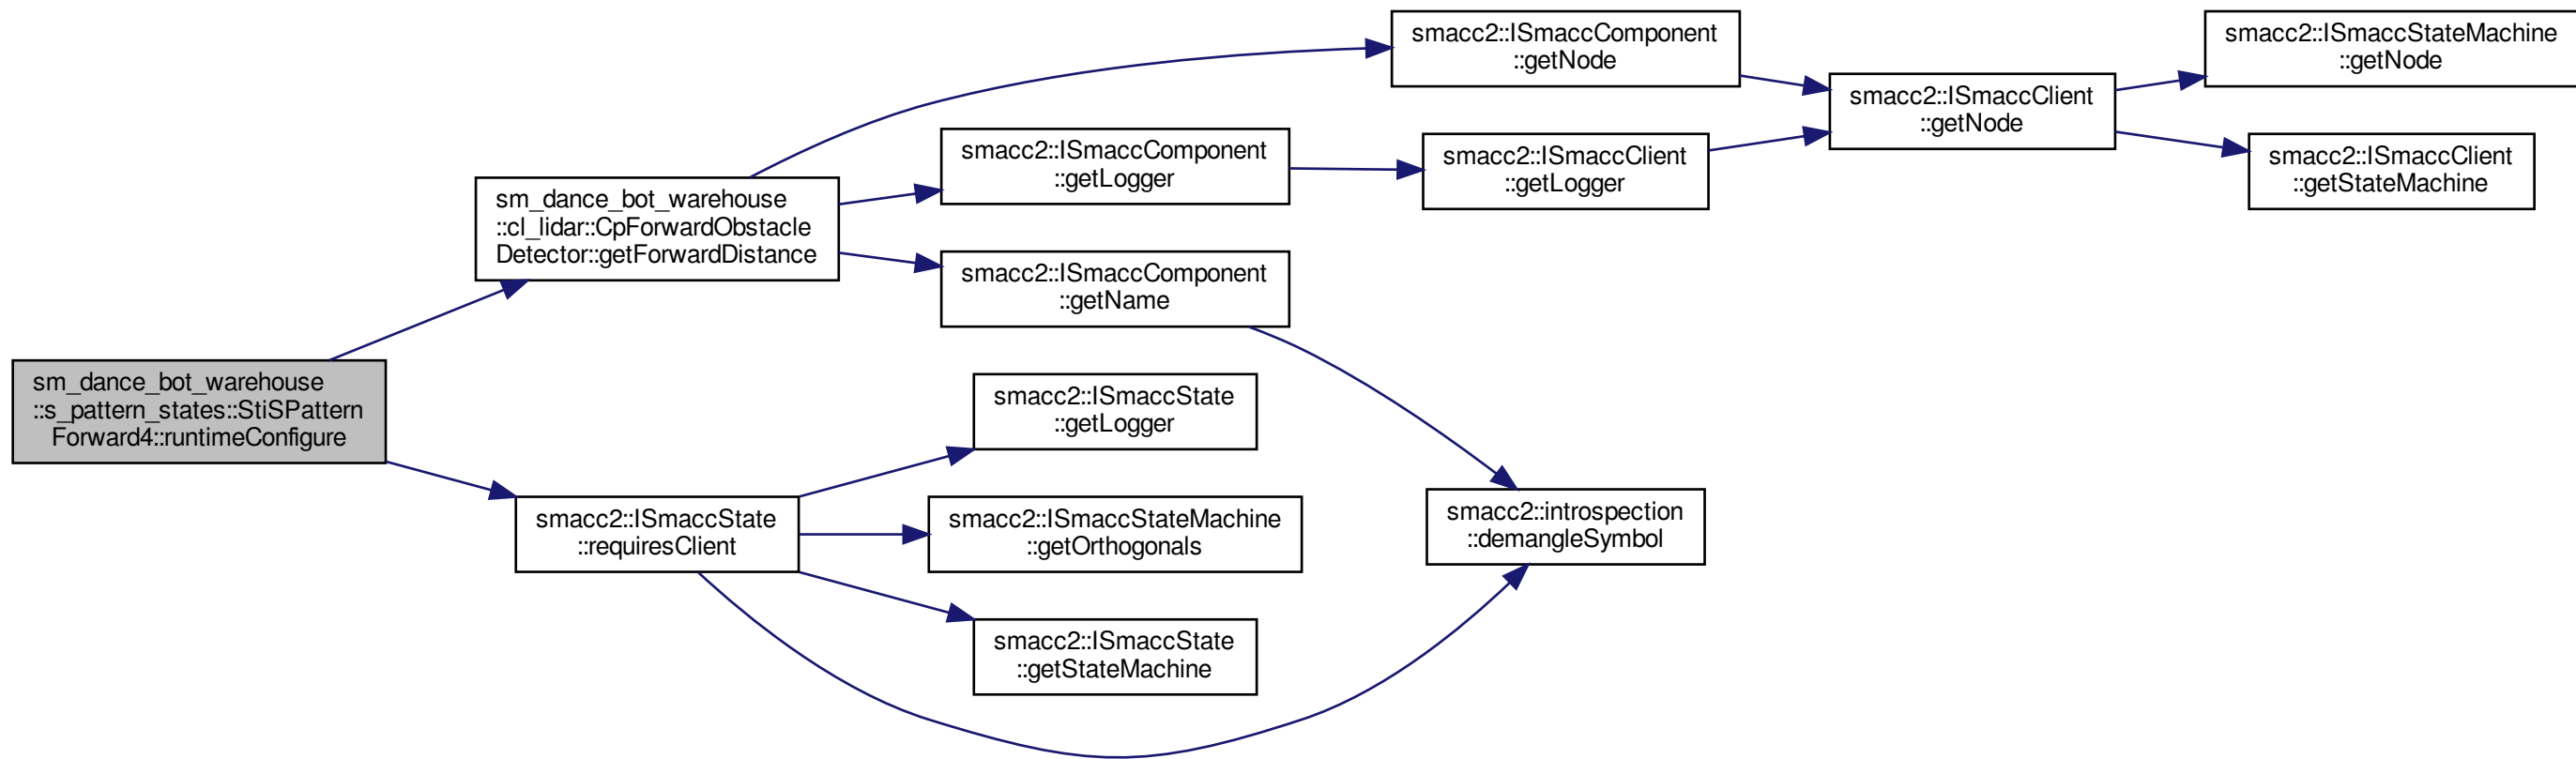 sm_dance_bot_warehouse
::s_pattern_states::StiSPattern
Forward4::runtimeConfigure
sm_dance_bot_warehouse
::cl_lidar::CpForwardObstacle
Detector::getForwardDistance
smacc2::ISmaccComponent
::getNode
smacc2::ISmaccClient
::getNode
smacc2::ISmaccStateMachine
::getNode
smacc2::ISmaccClient
::getStateMachine
smacc2::ISmaccComponent
::getLogger
smacc2::ISmaccClient
::getLogger
smacc2::ISmaccComponent
::getName
smacc2::introspection
::demangleSymbol
smacc2::ISmaccState
::requiresClient
smacc2::ISmaccState
::getLogger
smacc2::ISmaccStateMachine
::getOrthogonals
smacc2::ISmaccState
::getStateMachine